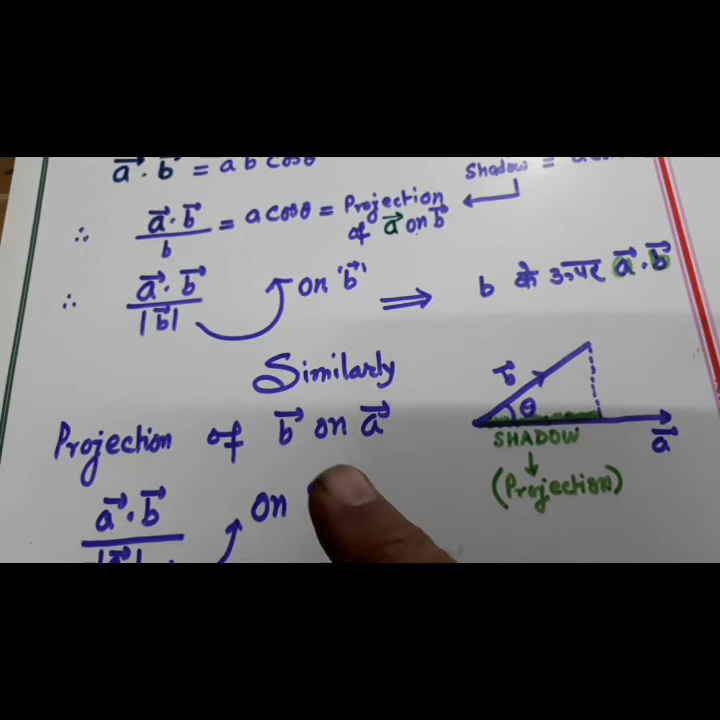 a⃗ . b⃗ = a b cosθ
Shadow =
∴ a⃗ . b⃗ / b = a cosθ = Projection of a⃗ on b⃗
∴ a⃗ . b⃗ / |b⃗| on 'b⃗' ⟹ b के ऊपर a⃗ . b⃗
Similarly
Projection of b⃗ on a⃗
a⃗ . b⃗ / |a⃗| on
b⃗
θ
SHADOW
a⃗
(Projection)